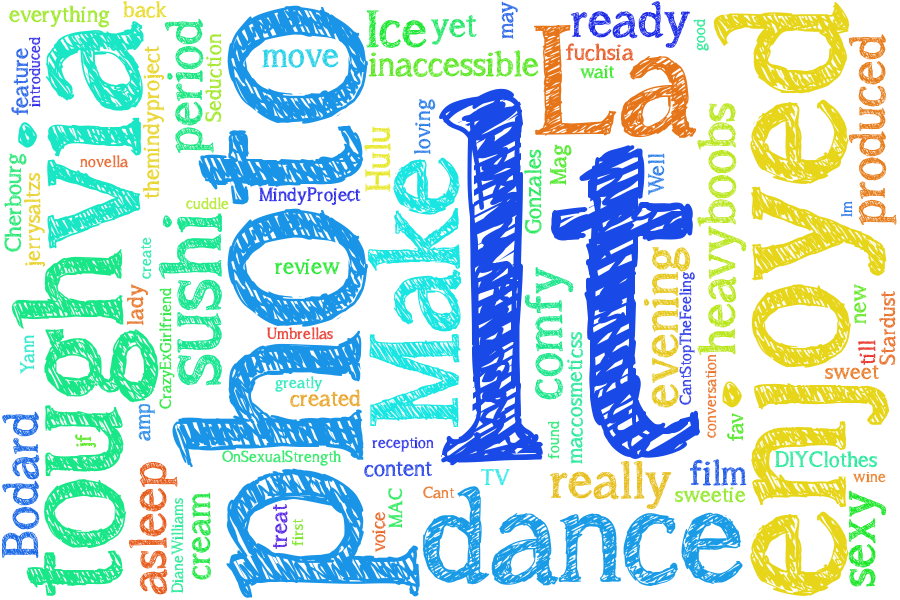 everything
back
feature
introduced
via
period
Seduction
to
move
Ice
yet
inaccessible
may
ready
fuchsia
wait
good
La
enjoyed
produced
Cherbourg
jerrysaltzs
novella
themindyproject
cuddle
MindyProject
Hulu
loving
It
Gonzales
Mag
Well
heavyboobs
Im
tough
create
sushi
photo
review
Make
comfy
evening
CantStopTheFeeling
new
Stardust
Yann
lady
CrazyExGirlfriend
Umbrellas
greatly
created
till
sweet
conversation
fav
Bodard
amp
jf
OnSexualStrength
reception
content
found
maccosmeticss
TV
really
film
sweetie
DIYClothes
wine
asleep
DianeWilliams
cream
treat
first
voice
MAC
Cant
dance
sexy